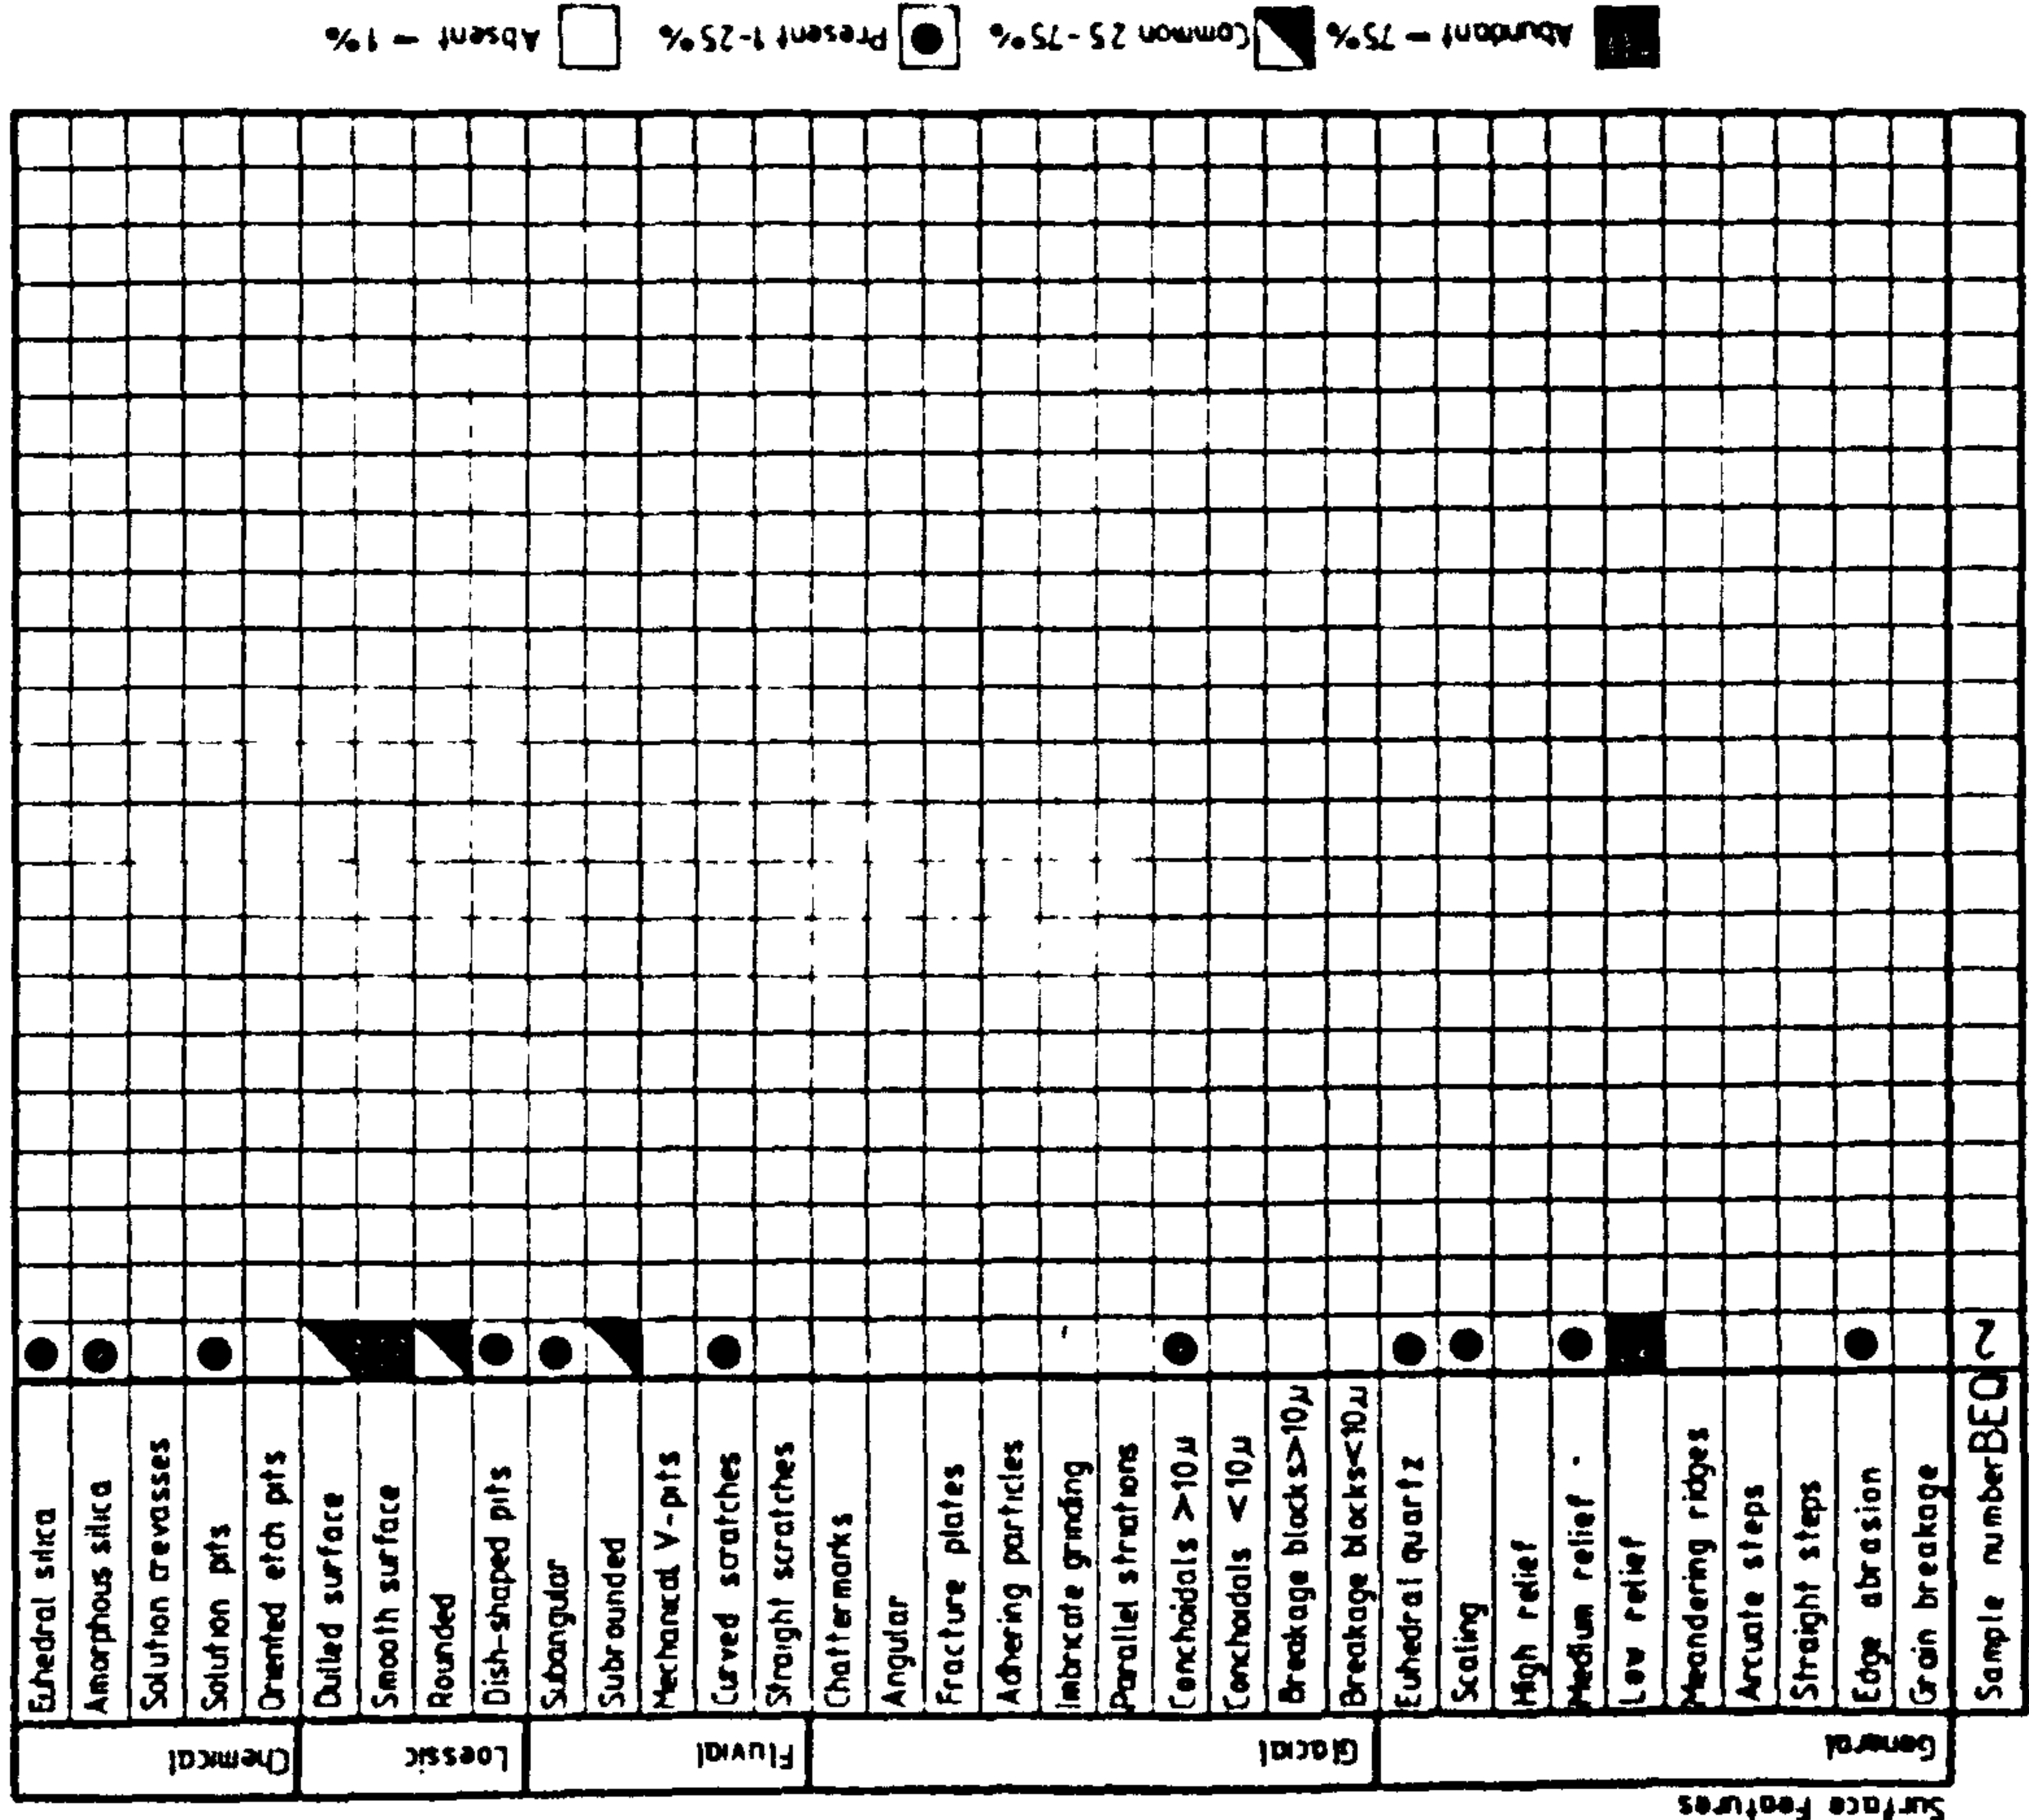 Surface Features
General
Glacial
Fluvial
Loessic
Chemical
Sample number BEQ 2
Grain breakage
Edge abrasion
Straight steps
Arcuate steps
Meandering ridges
Low relief
Medium relief
High relief
Scaling
Euhedral quartz
Breakage blocks<10µ
Breakage blocks>10µ
Conchoidals <10µ
Conchoidals >10µ
Parallel striations
Imbricate grinding
Adhering particles
Fracture plates
Angular
Chattermarks
Straight scratches
Curved scratches
Mechanical V-pits
Subrounded
Subangular
Dish-shaped pits
Rounded
Smooth surface
Dulled surface
Oriented etch pits
Solution pits
Solution crevasses
Amorphous silica
Euhedral silica
Abundant — 75%
Common 25-75%
Present 1-25%
Absent — 1%